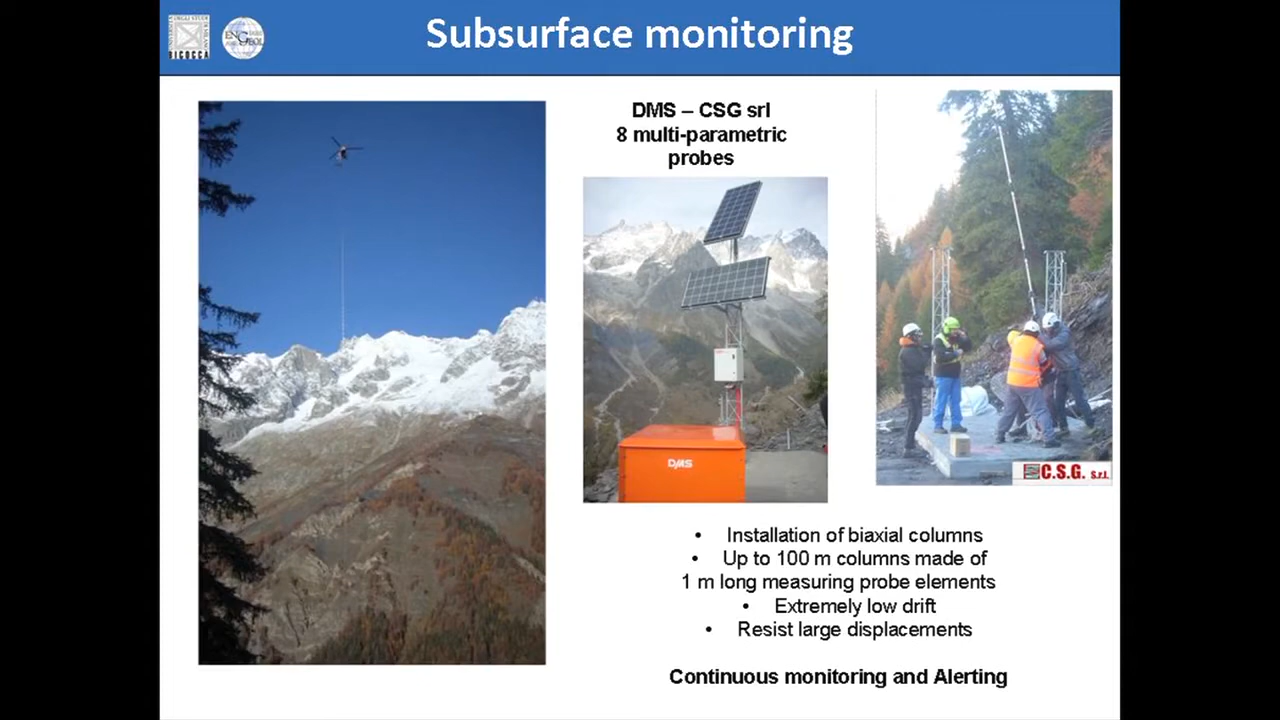 Subsurface monitoring
BICOCCA
DMS – CSG srl
8 multi-parametric
probes
DMS
C.S.G. S.r.l.
• Installation of biaxial columns
• Up to 100 m columns made of
1 m long measuring probe elements
• Extremely low drift
• Resist large displacements
Continuous monitoring and Alerting